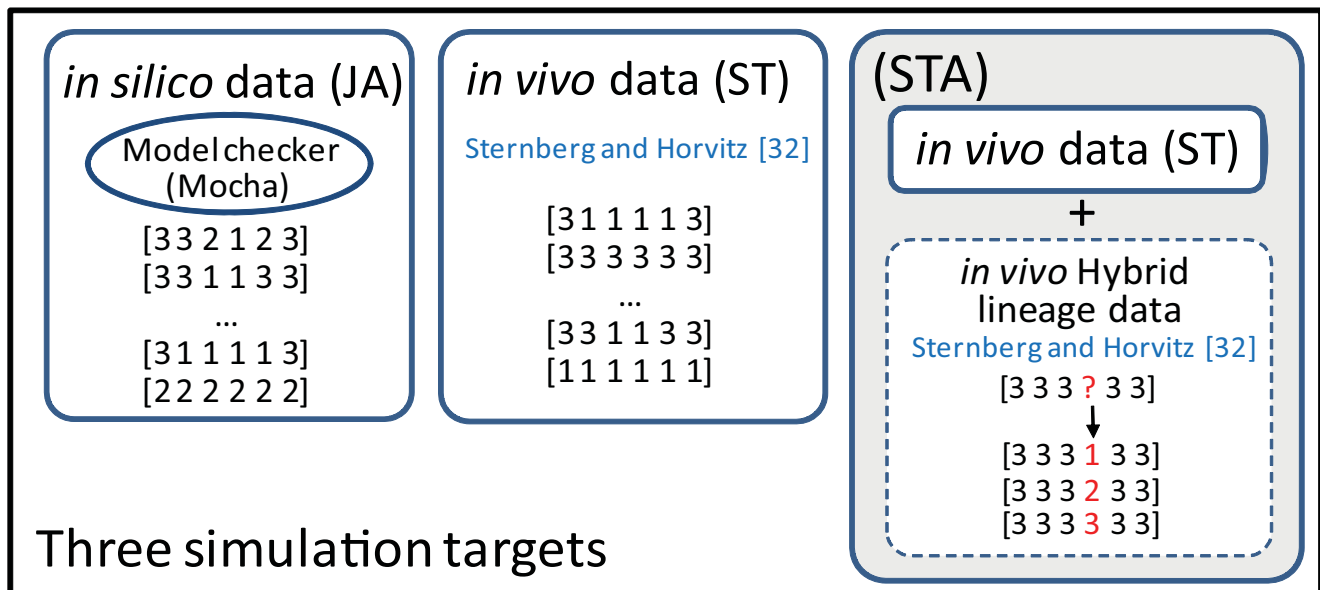 in silico data (JA)
Model checker
(Mocha)
[3 3 2 1 2 3]
[3 3 1 1 3 3]
...
[3 1 1 1 1 3]
[2 2 2 2 2 2]
in vivo data (ST)
Sternberg and Horvitz [32]
[3 1 1 1 1 3]
[3 3 3 3 3 3]
...
[3 3 1 1 3 3]
[1 1 1 1 1 1]
(STA)
in vivo data (ST)
+
in vivo Hybrid
lineage data
Sternberg and Horvitz [32]
[3 3 3 ? 3 3]
[3 3 3 1 3 3]
[3 3 3 2 3 3]
[3 3 3 3 3 3]
Three simulation targets